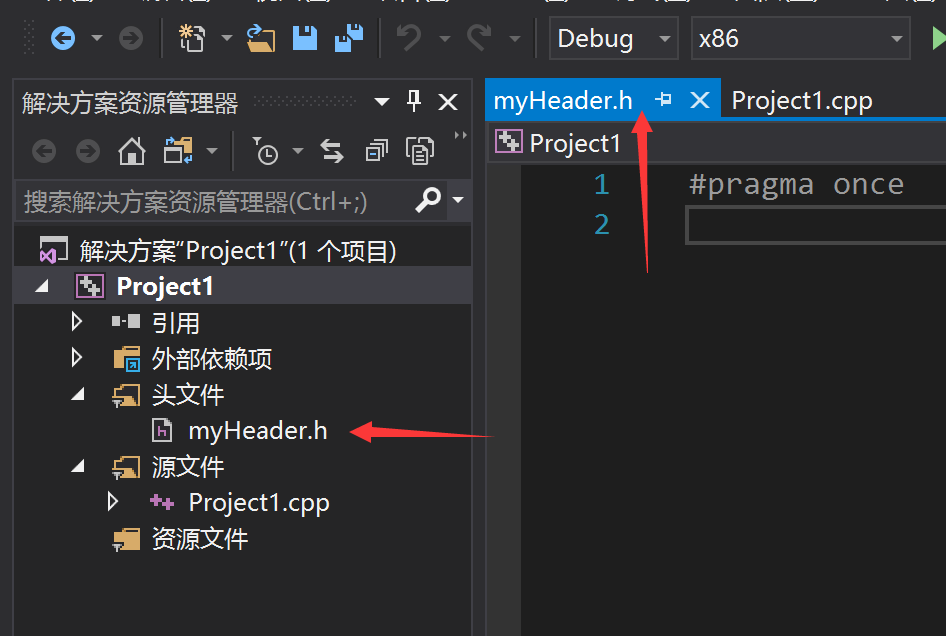 Debug
x86
解决方案资源管理器
myHeader.h
Project1.cpp
Project1
搜索解决方案资源管理器(Ctrl+;)
1 #pragma once
2
解决方案“Project1”(1 个项目)
Project1
引用
外部依赖项
头文件
myHeader.h
源文件
Project1.cpp
资源文件